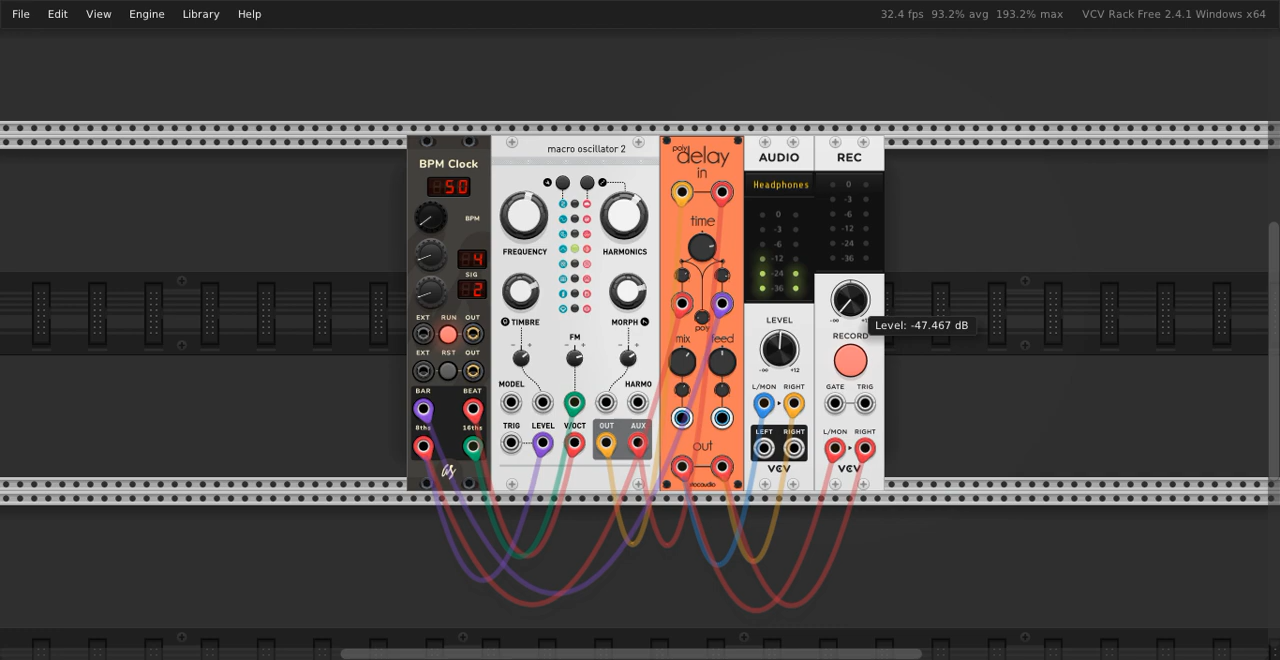 File Edit View Engine Library Help
32.4 fps 93.2% avg 193.2% max VCV Rack Free 2.4.1 Windows x64
BPM Clock
50
BPM
4
SIG
2
EXT RUN OUT
EXT RST OUT
BAR BEAT
8ths 16ths
as
macro oscillator 2
FREQUENCY HARMONICS
TIMBRE MORPH
FM
MODEL HARMO
TRIG LEVEL V/OCT OUT AUX
poly delay
in
time
poly
mix feed
out
AUDIO
Headphones
0
-3
-6
-12
-24
-36
LEVEL
-∞ +12
L/MON RIGHT
LEFT RIGHT
VCV
REC
0
-3
-6
-12
-24
-36
-∞
Level: -47.467 dB
RECORD
GATE TRIG
L/MON RIGHT
VCV